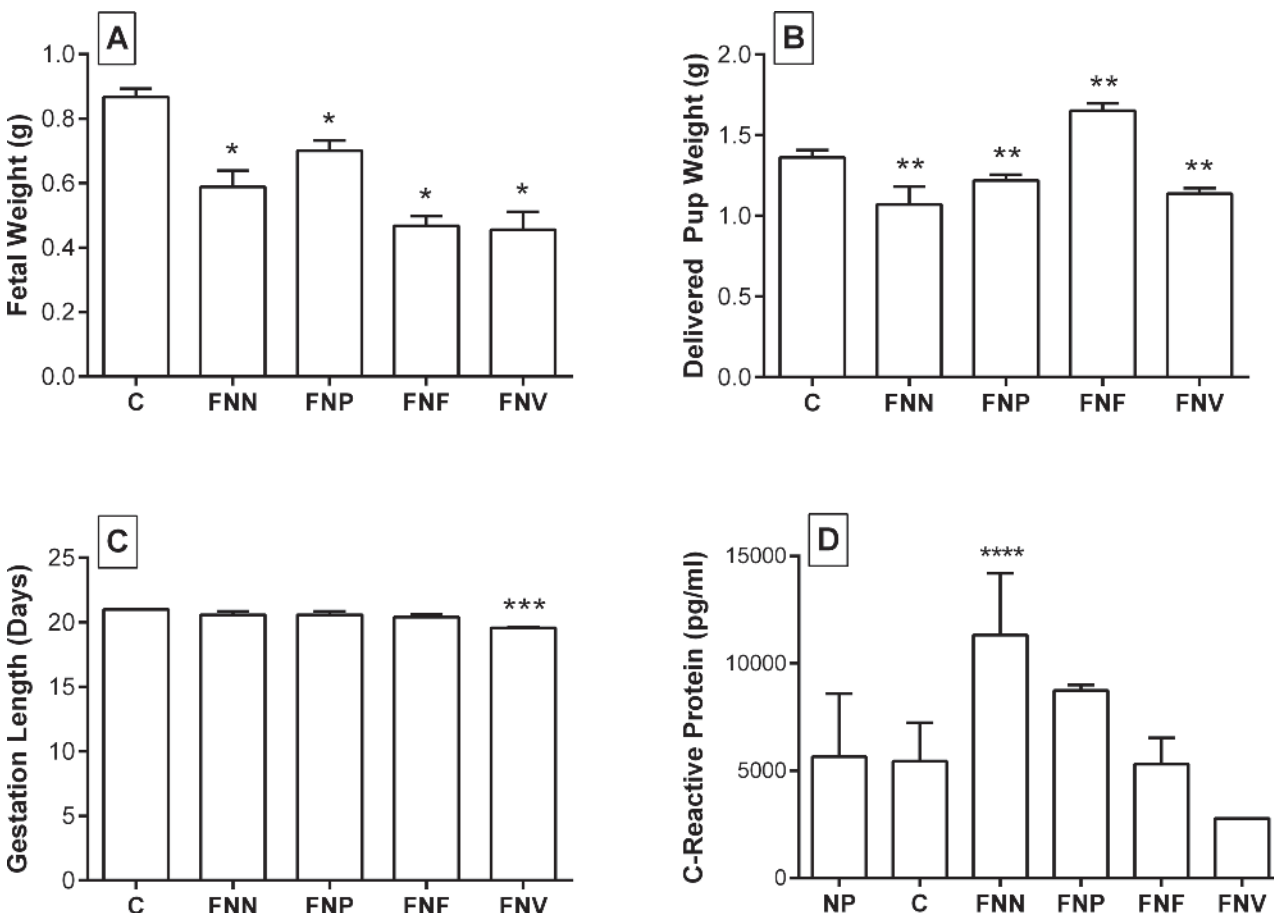 A
Fetal Weight (g)
1.0
0.8
0.6
0.4
0.2
0.0
*
*
*
*
C FNN FNP FNF FNV
B
Delivered Pup Weight (g)
2.0
1.5
1.0
0.5
0.0
**
**
**
**
C FNN FNP FNF FNV
C
Gestation Length (Days)
25
20
15
10
5
0
***
C FNN FNP FNF FNV
D
C-Reactive Protein (pg/ml)
15000
10000
5000
0
****
NP C FNN FNP FNF FNV